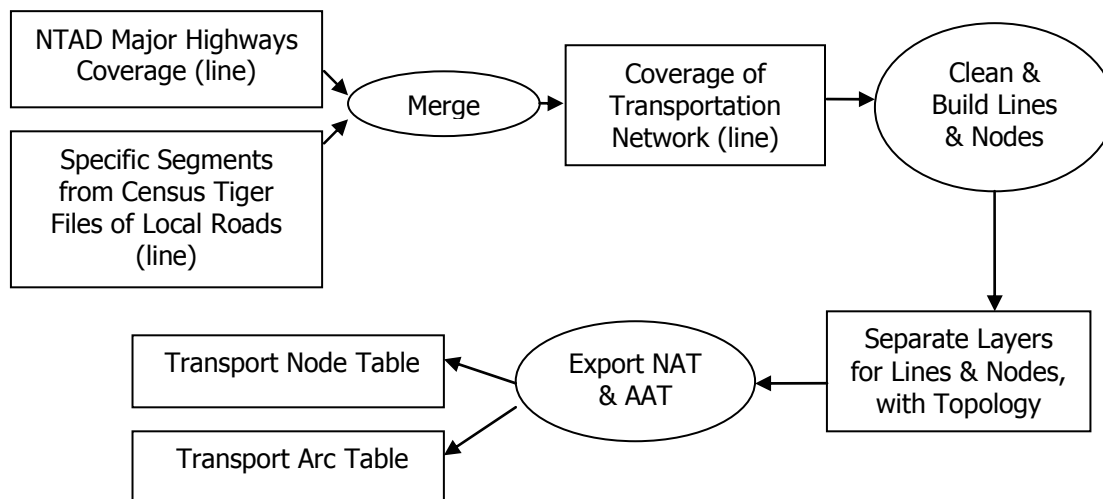 NTAD Major Highways
Coverage (line)
Specific Segments
from Census Tiger
Files of Local Roads
(line)
Merge
Coverage of
Transportation
Network (line)
Clean &
Build Lines
& Nodes
Separate Layers
for Lines & Nodes,
with Topology
Export NAT
& AAT
Transport Node Table
Transport Arc Table